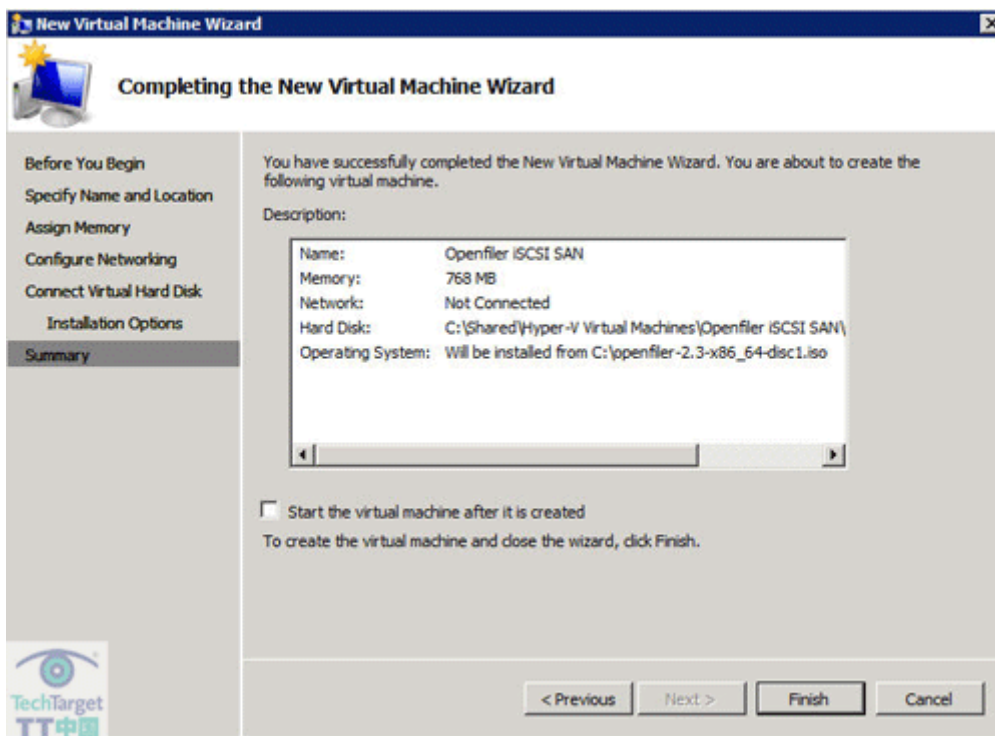 New Virtual Machine Wizard
Completing the New Virtual Machine Wizard
Before You Begin
Specify Name and Location
Assign Memory
Configure Networking
Connect Virtual Hard Disk
Installation Options
Summary
You have successfully completed the New Virtual Machine Wizard. You are about to create the
following virtual machine.
Description:
Name: Openfiler iSCSI SAN
Memory: 768 MB
Network: Not Connected
Hard Disk: C:\Shared\Hyper-V Virtual Machines\Openfiler iSCSI SAN\
Operating System: Will be installed from C:\openfiler-2.3-x86_64-disc1.iso
Start the virtual machine after it is created
To create the virtual machine and close the wizard, click Finish.
< Previous
Next >
Finish
Cancel
TechTarget
TT中国